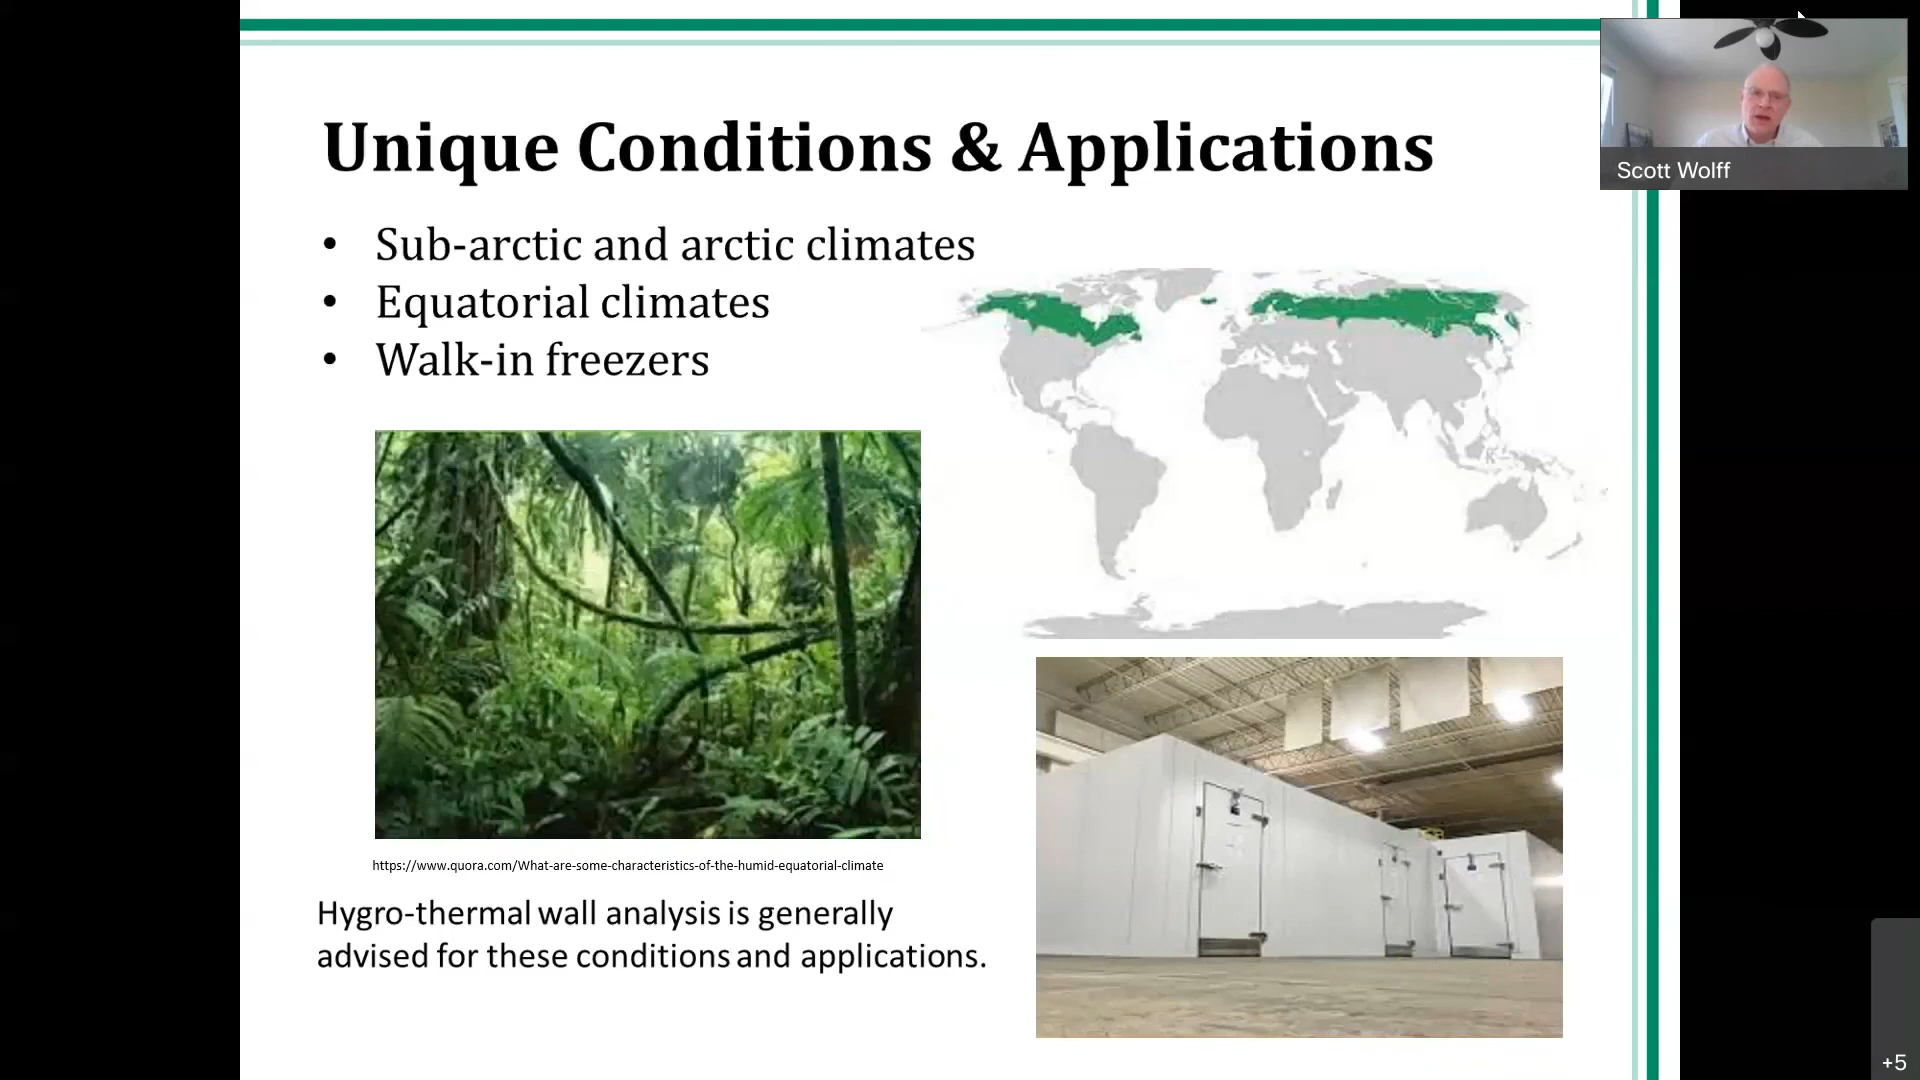 Unique Conditions & Applications
Scott Wolff
• Sub-arctic and arctic climates
• Equatorial climates
• Walk-in freezers
https://www.quora.com/What-are-some-characteristics-of-the-humid-equatorial-climate
Hygro-thermal wall analysis is generally
advised for these conditions and applications.
+5